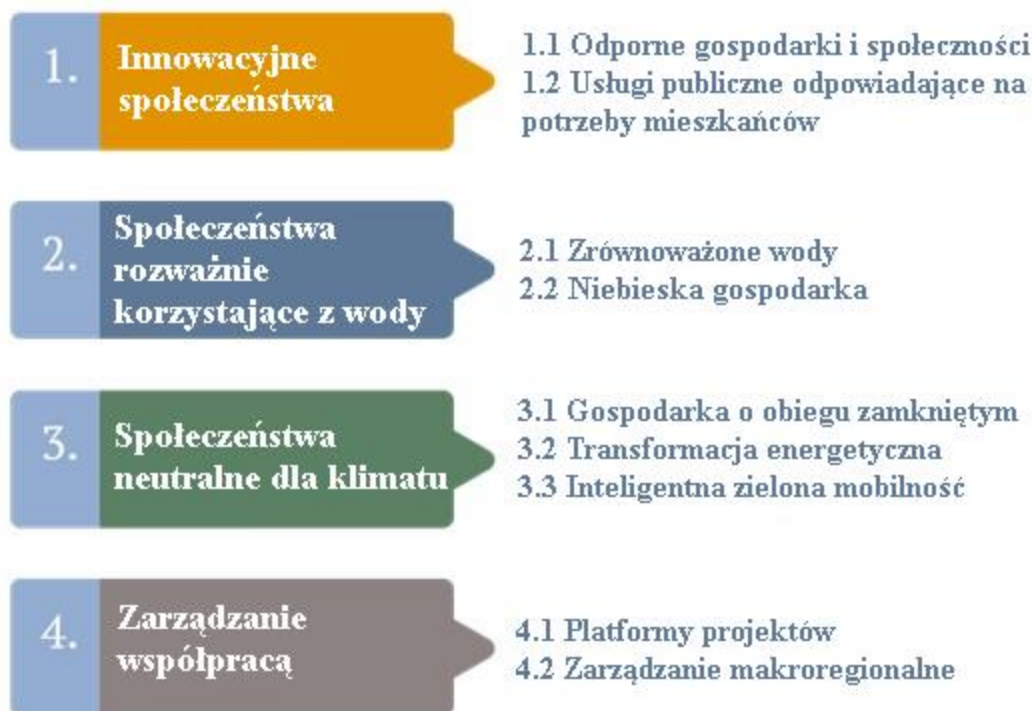 1.
Innowacyjne
społeczeństwa
1.1 Odporne gospodarki i społeczności
1.2 Usługi publiczne odpowiadające na
potrzeby mieszkańców
2.
Społeczeństwa
rozważnie
korzystające z wody
2.1 Zrównoważone wody
2.2 Niebieska gospodarka
3.
Społeczeństwa
neutralne dla klimatu
3.1 Gospodarka o obiegu zamkniętym
3.2 Transformacja energetyczna
3.3 Inteligentna zielona mobilność
4.
Zarządzanie
współpracą
4.1 Platformy projektów
4.2 Zarządzanie makroregionalne